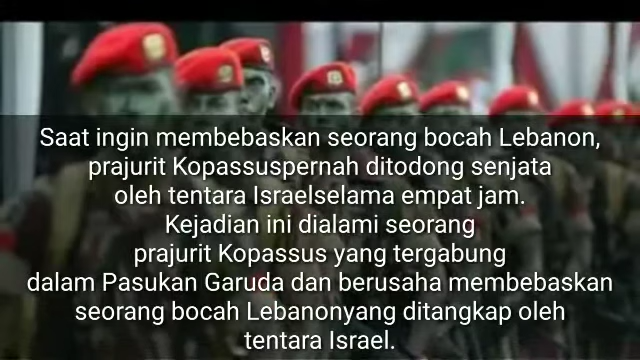 Saat ingin membebaskan seorang bocah Lebanon,
prajurit Kopassuspernah ditodong senjata
oleh tentara Israelselama empat jam.
Kejadian ini dialami seorang
prajurit Kopassus yang tergabung
dalam Pasukan Garuda dan berusaha membebaskan
seorang bocah Lebanonyang ditangkap oleh
tentara Israel.